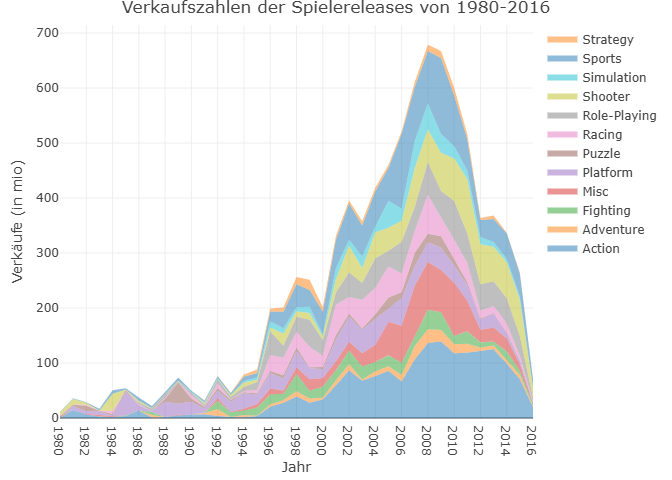 Verkaufszahlen der Spielereleases von 1980-2016
700
600
500
400
300
200
100
0
Verkäufe (in mio)
1980
1982
1984
1986
1988
1990
1992
1994
1996
1998
2000
2002
2004
2006
2008
2010
2012
2014
2016
Jahr
Strategy
Sports
Simulation
Shooter
Role-Playing
Racing
Puzzle
Platform
Misc
Fighting
Adventure
Action